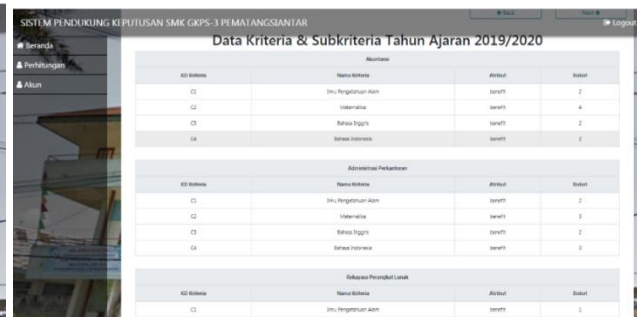 SISTEM PENDUKUNG KEPUTUSAN SMK GKPS-3 PEMATANGSIANTAR
Back Next
Logout
Beranda
Perhitungan
Akun
Data Kriteria & Subkriteria Tahun Ajaran 2019/2020
Akuntansi
KD Kriteria Nama Kriteria Atribut Bobot
C1 Ilmu Pengetahuan Alam benefit 2
C2 Matematika benefit 4
C3 Bahasa Inggris benefit 2
C4 Bahasa Indonesia benefit 2
Administrasi Perkantoran
KD Kriteria Nama Kriteria Atribut Bobot
C1 Ilmu Pengetahuan Alam benefit 2
C2 Matematika benefit 3
C3 Bahasa Inggris benefit 2
C4 Bahasa Indonesia benefit 3
Rekayasa Perangkat Lunak
KD Kriteria Nama Kriteria Atribut Bobot
C1 Ilmu Pengetahuan Alam benefit 1